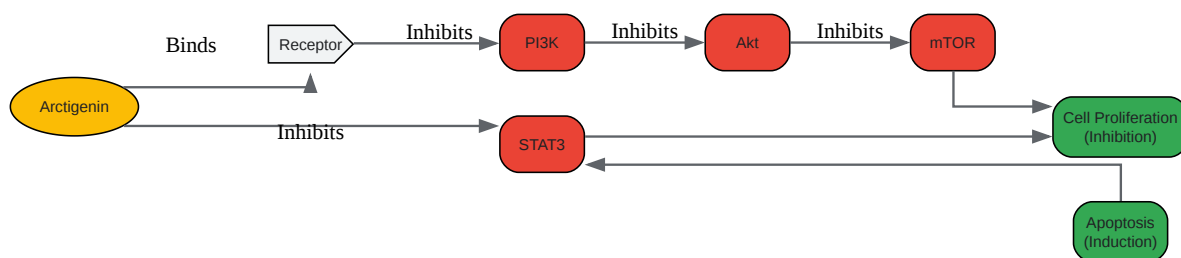 Binds
Receptor
Inhibits
PI3K
Inhibits
Akt
Inhibits
mTOR
Arctigenin
Inhibits
STAT3
Cell Proliferation
(Inhibition)
Apoptosis
(Induction)